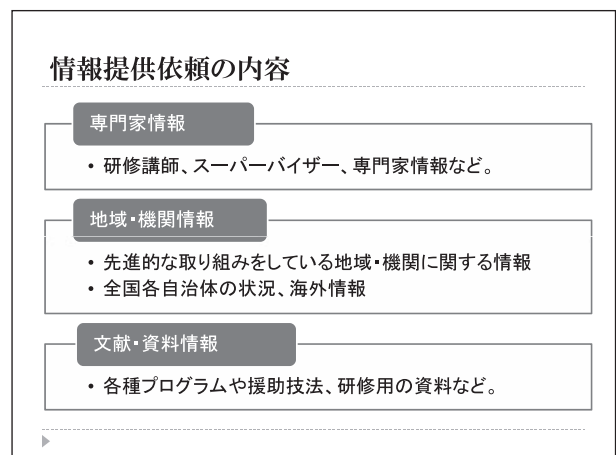 情報提供依頼の内容
専門家情報
・研修講師、スーパーバイザー、専門家情報など。
地域・機関情報
・先進的な取り組みをしている地域・機関に関する情報
・全国各自治体の状況、海外情報
文献・資料情報
・各種プログラムや援助技法、研修用の資料など。